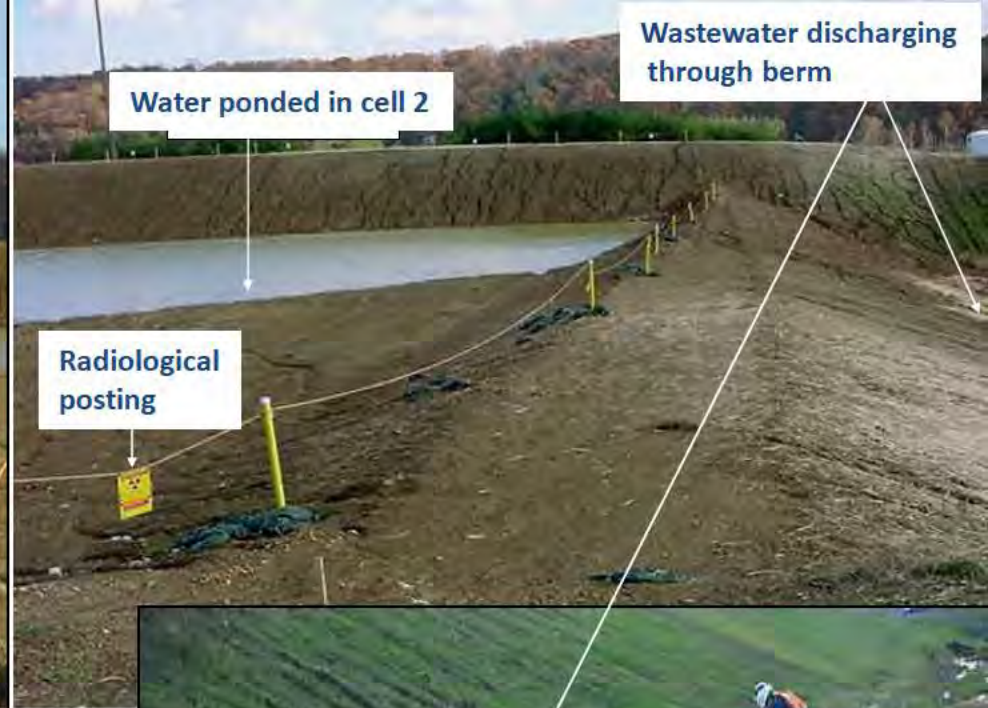 Water ponded in cell 2
Wastewater discharging
through berm
Radiological
posting